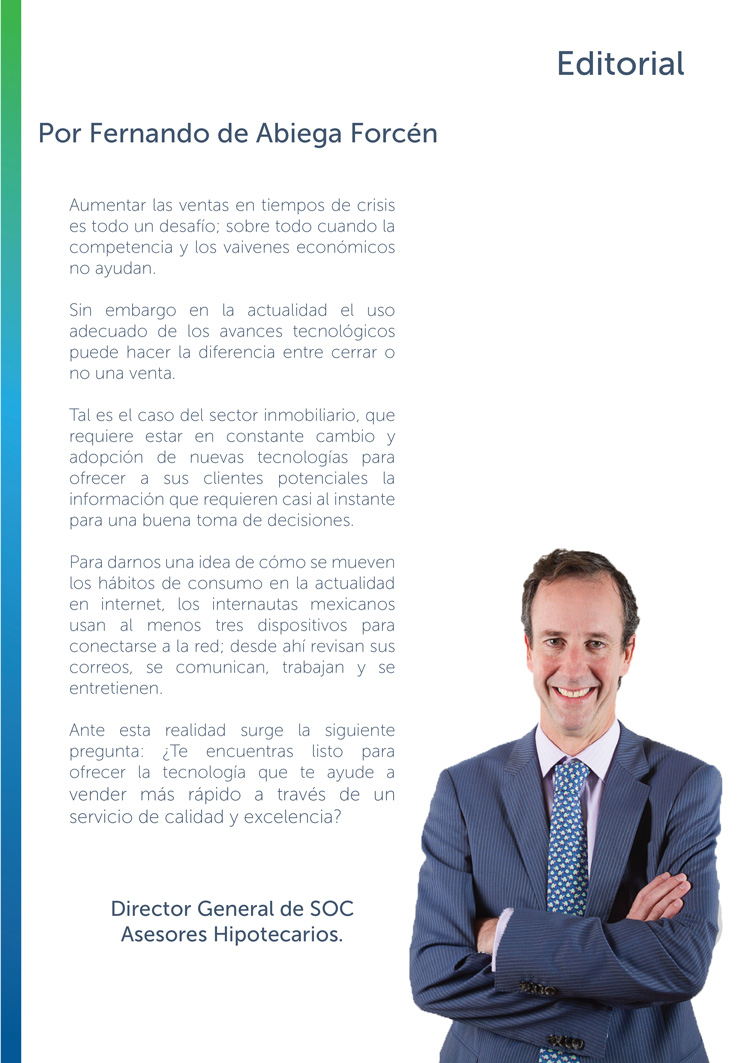 Editorial
Por Fernando de Abiega Forcén
Aumentar las ventas en tiempos de crisis
es todo un desafío; sobre todo cuando la
competencia y los vaivenes económicos
no ayudan.
Sin embargo en la actualidad el uso
adecuado de los avances tecnológicos
puede hacer la diferencia entre cerrar o
no una venta.
Tal es el caso del sector inmobiliario, que
requiere estar en constante cambio y
adopción de nuevas tecnologías para
ofrecer a sus clientes potenciales la
información que requieren casi al instante
para una buena toma de decisiones.
Para darnos una idea de cómo se mueven
los hábitos de consumo en la actualidad
en internet, los internautas mexicanos
usan al menos tres dispositivos para
conectarse a la red; desde ahí revisan sus
correos, se comunican, trabajan y se
entretienen.
Ante esta realidad surge la siguiente
pregunta: ¿Te encuentras listo para
ofrecer la tecnología que te ayude a
vender más rápido a través de un
servicio de calidad y excelencia?
Director General de SOC
Asesores Hipotecarios.